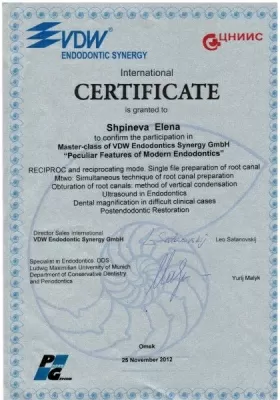 VDW
ENDODONTIC SYNERGY
ЦНИИС
International
CERTIFICATE
is granted to
Shpineva Elena
to confirm the participation in
Master-class of VDW Endodontics Synergy GmbH
"Peculiar Features of Modern Endodontics"
RECIPROC and reciprocating mode. Single file preparation of root canal
Mtwo: Simultaneous technique of root canal preparation
Obturation of root canals: method of vertical condensation
Ultrasound in Endodontics
Dental magnification in difficult clinical cases
Postendodontic Restoration
Director Sales International
VDW Endodontic Synergy GmbH
Leo Satarovskij
Specialist in Endodontics. DDS
Ludwig Maximilian University of Munich
Department of Conservative Dentistry
and Periodontics
Yurij Malyk
Omsk
25 November 2012